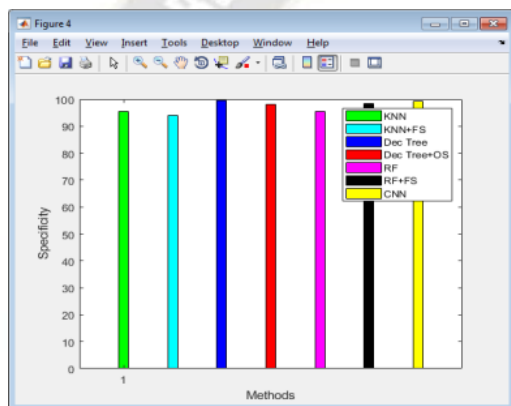 Figure 4
File Edit View Insert Tools Desktop Window Help
100
90
80
70
60
50
40
30
20
10
0
Specificity
KNN
KNN+FS
Dec Tree
Dec Tree+OS
RF
RF+FS
CNN
1
Methods